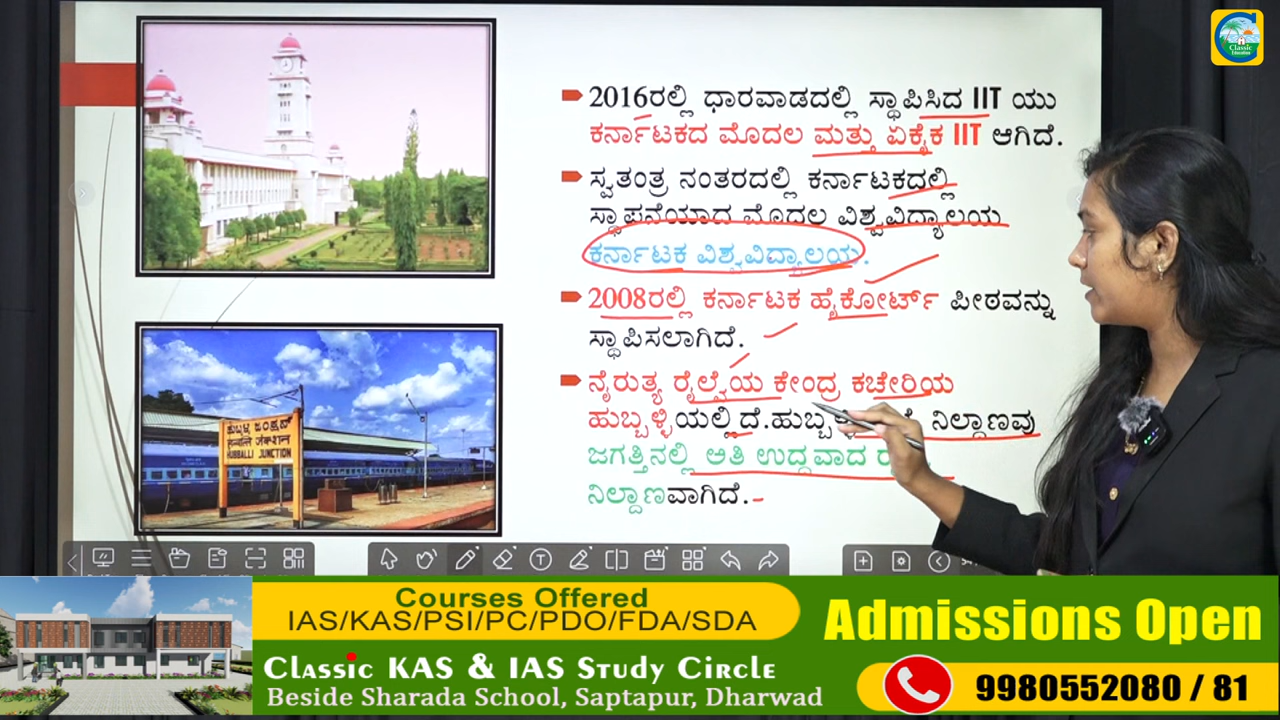 Classic
Education
2016ರಲ್ಲಿ ಧಾರವಾಡದಲ್ಲಿ ಸ್ಥಾಪಿಸಿದ IIT ಯು
ಕರ್ನಾಟಕದ ಮೊದಲ ಮತ್ತು ಏಕೈಕ IIT ಆಗಿದೆ.
ಸ್ವತಂತ್ರ ನಂತರದಲ್ಲಿ ಕರ್ನಾಟಕದಲ್ಲಿ
ಸ್ಥಾಪನೆಯಾದ ಮೊದಲ ವಿಶ್ವವಿದ್ಯಾಲಯ
ಕರ್ನಾಟಕ ವಿಶ್ವವಿದ್ಯಾಲಯ.
2008ರಲ್ಲಿ ಕರ್ನಾಟಕ ಹೈಕೋರ್ಟ್ ಪೀಠವನ್ನು
ಸ್ಥಾಪಿಸಲಾಗಿದೆ.
ನೈರುತ್ಯ ರೈಲ್ವೆಯ ಕೇಂದ್ರ ಕಚೇರಿಯ
ಹುಬ್ಬಳ್ಳಿಯಲ್ಲಿದೆ. ನಿಲ್ದಾಣವು
ಜಗತ್ತಿನಲ್ಲಿ ಅತಿ ಉದ್ದವಾದ
ನಿಲ್ದಾಣವಾಗಿದೆ.
ಹುಬ್ಬಳ್ಳಿ ಜಂಕ್ಷನ್
HUBBALLI JUNCTION
Courses Offered
IAS/KAS/PSI/PC/PDO/FDA/SDA
Classic KAS & IAS Study Circle
Beside Sharada School, Saptapur, Dharwad
Admissions Open
9980552080 / 81